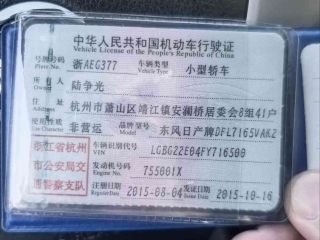 中华人民共和国机动车行驶证
Vehicle License of the People's Republic of China
号牌号码 浙AEG377 车辆类型 小型轿车
Plate No. Vehicle Type
所有人 陆争光
Owner
住址 杭州市萧山区靖江镇安澜桥居委会8组41户
Address
使用性质 非营运 品牌型号 东风日产牌DFL7165VAK2
Model
浙江省杭州 车辆识别代号 LGBG22E04FY716500
VIN
市公安局交 发动机号码 755001X
Engine No.
通警察支队 注册日期 2015-08-04 发证日期 2015-10-16
Register Date Issue Date